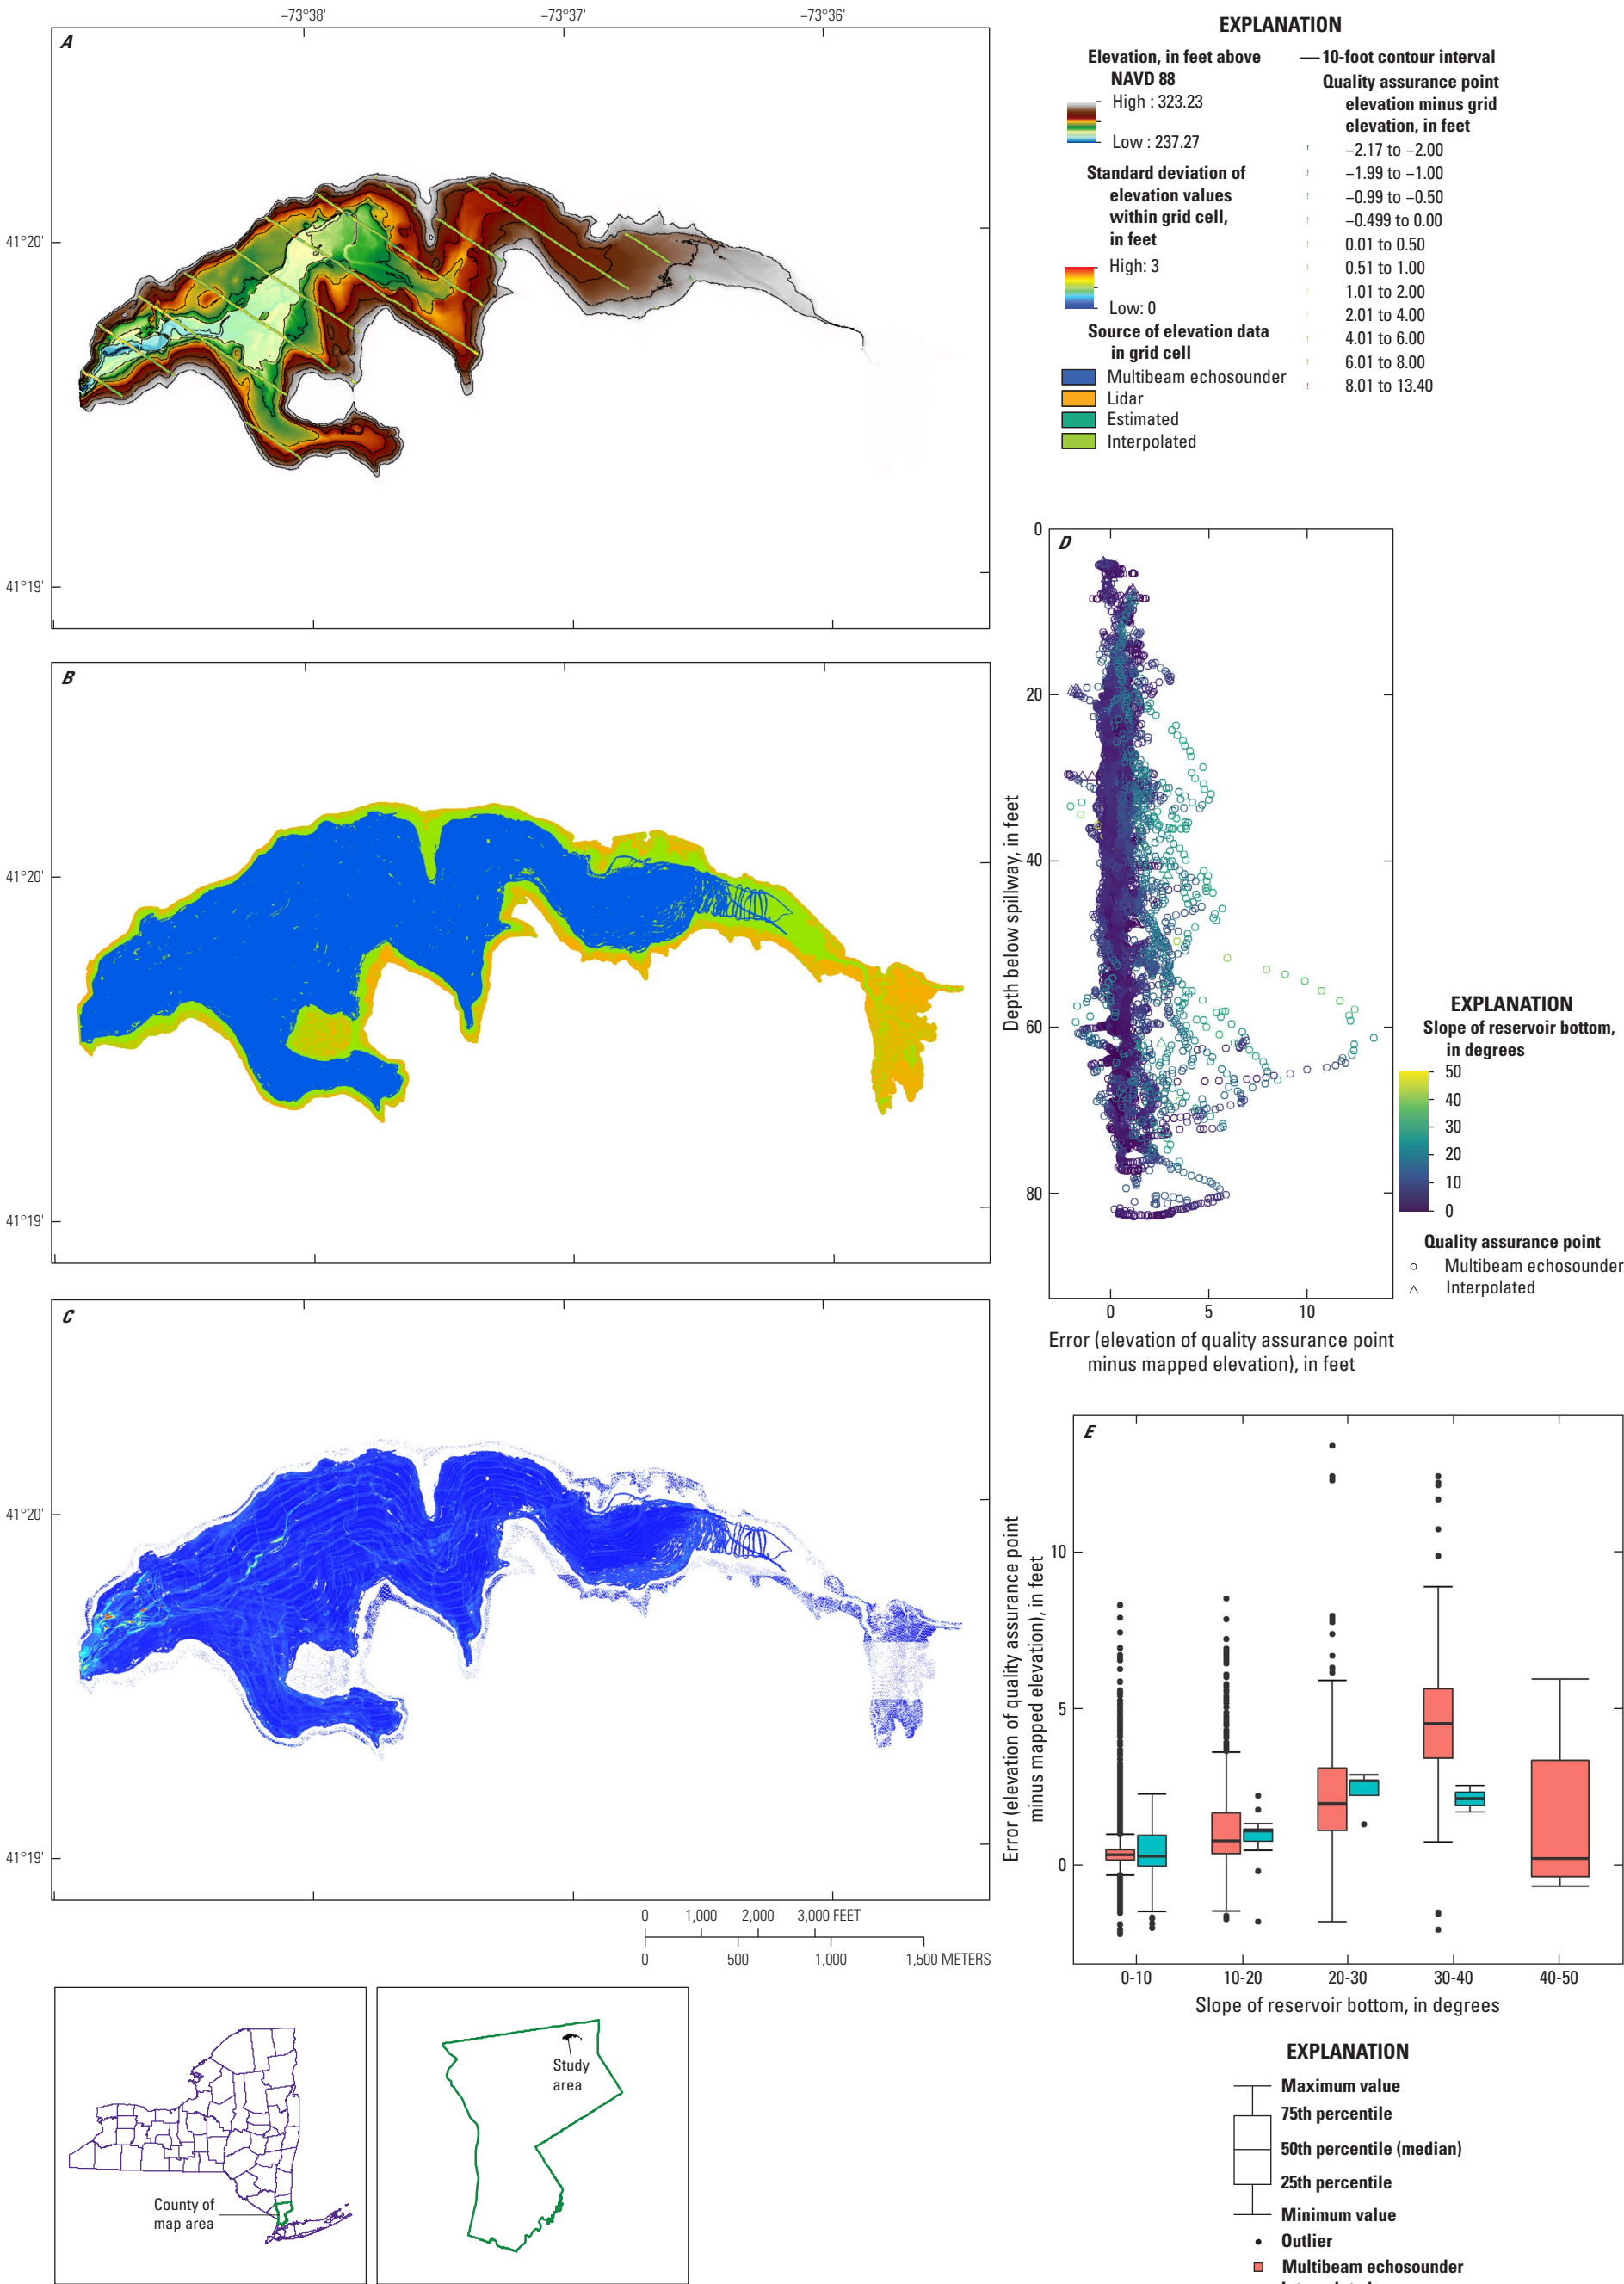 −73°38'
−73°37'
−73°36'
A
41°20'
41°19'
EXPLANATION
Elevation, in feet above
NAVD 88
High : 323.23
Low : 237.27
Standard deviation of
elevation values
within grid cell,
in feet
High: 3
Low: 0
Source of elevation data
in grid cell
Multibeam echosounder
Lidar
Estimated
Interpolated
10-foot contour interval
Quality assurance point
elevation minus grid
elevation, in feet
−2.17 to −2.00
−1.99 to −1.00
−0.99 to −0.50
−0.499 to 0.00
0.01 to 0.50
0.51 to 1.00
1.01 to 2.00
2.01 to 4.00
4.01 to 6.00
6.01 to 8.00
8.01 to 13.40
B
41°20'
41°19'
C
41°20'
41°19'
0 1,000 2,000 3,000 FEET
0 500 1,000 1,500 METERS
D
0
20
40
60
80
Depth below spillway, in feet
0 5 10
Error (elevation of quality assurance point
minus mapped elevation), in feet
EXPLANATION
Slope of reservoir bottom,
in degrees
50
40
30
20
10
0
Quality assurance point
Multibeam echosounder
Interpolated
E
10
5
0
Error (elevation of quality assurance point
minus mapped elevation), in feet
0-10 10-20 20-30 30-40 40-50
Slope of reservoir bottom, in degrees
EXPLANATION
Maximum value
75th percentile
50th percentile (median)
25th percentile
Minimum value
Outlier
Multibeam echosounder
County of
map area
Study
area